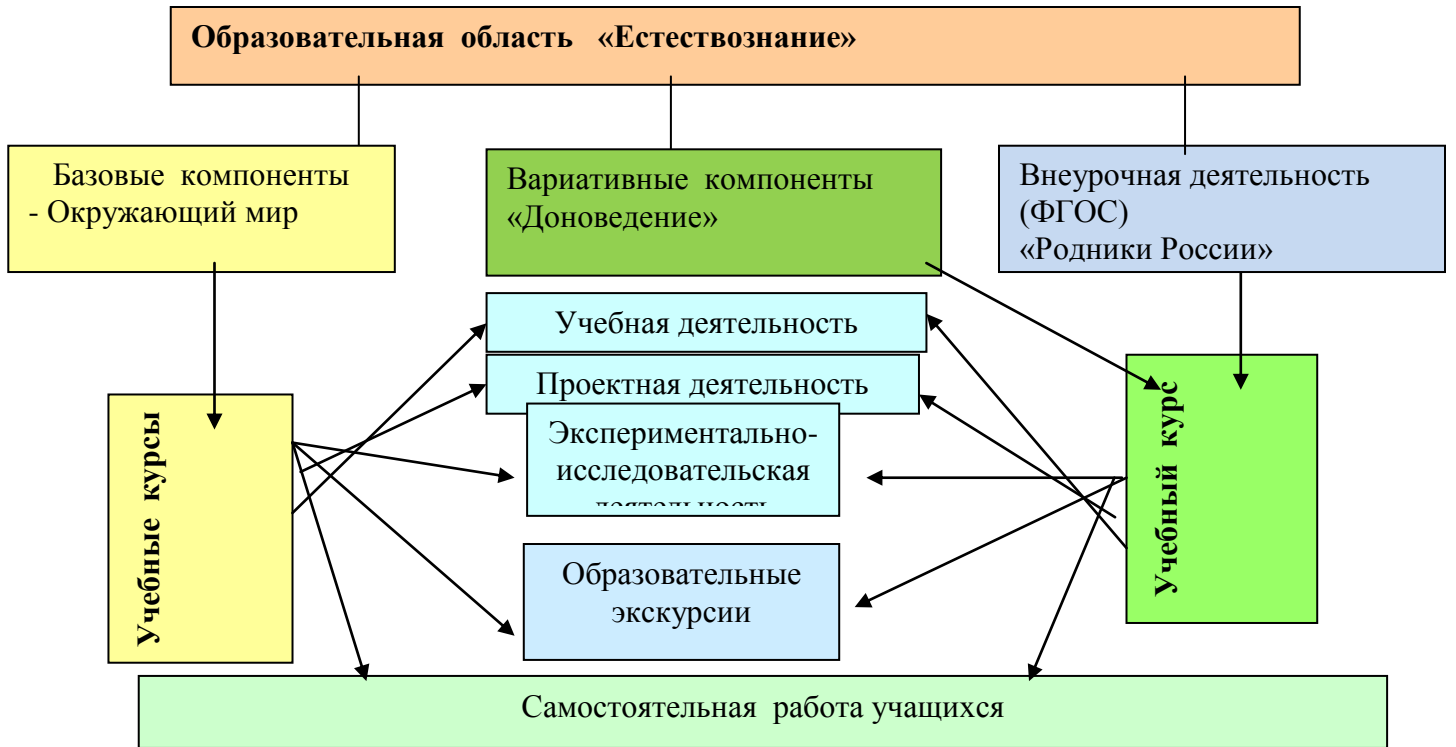 Образовательная область «Естествознание»
Базовые компоненты
- Окружающий мир
Вариативные компоненты
«Доноведение»
Внеурочная деятельность
(ФГОС)
«Родники России»
Учебная деятельность
Проектная деятельность
Экспериментально-
исследовательская
деятельность
Образовательные
экскурсии
Учебные курсы
Учебный курс
Самостоятельная работа учащихся